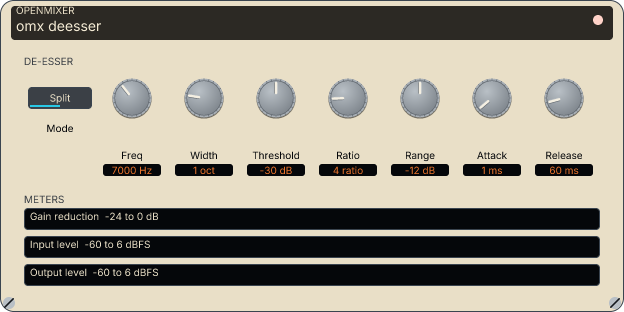 OPENMIXER
omx deesser
DE-ESSER
Split
Mode
Freq Width Threshold Ratio Range Attack Release
7000 Hz 1 oct -30 dB 4 ratio -12 dB 1 ms 60 ms
METERS
Gain reduction -24 to 0 dB
Input level -60 to 6 dBFS
Output level -60 to 6 dBFS